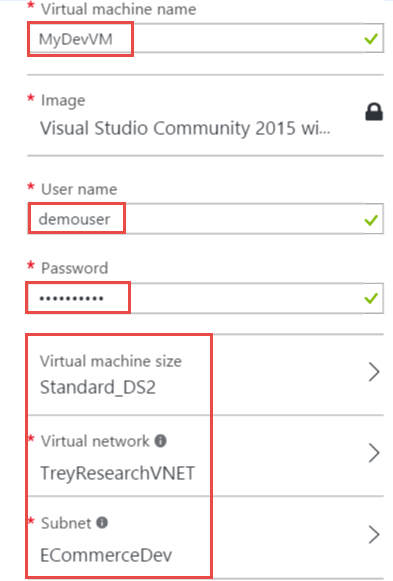 * Virtual machine name
MyDevVM
* Image
Visual Studio Community 2015 wi...
* User name
demouser
* Password
••••••••••
Virtual machine size
Standard_DS2
* Virtual network
TreyResearchVNET
* Subnet
ECommerceDev